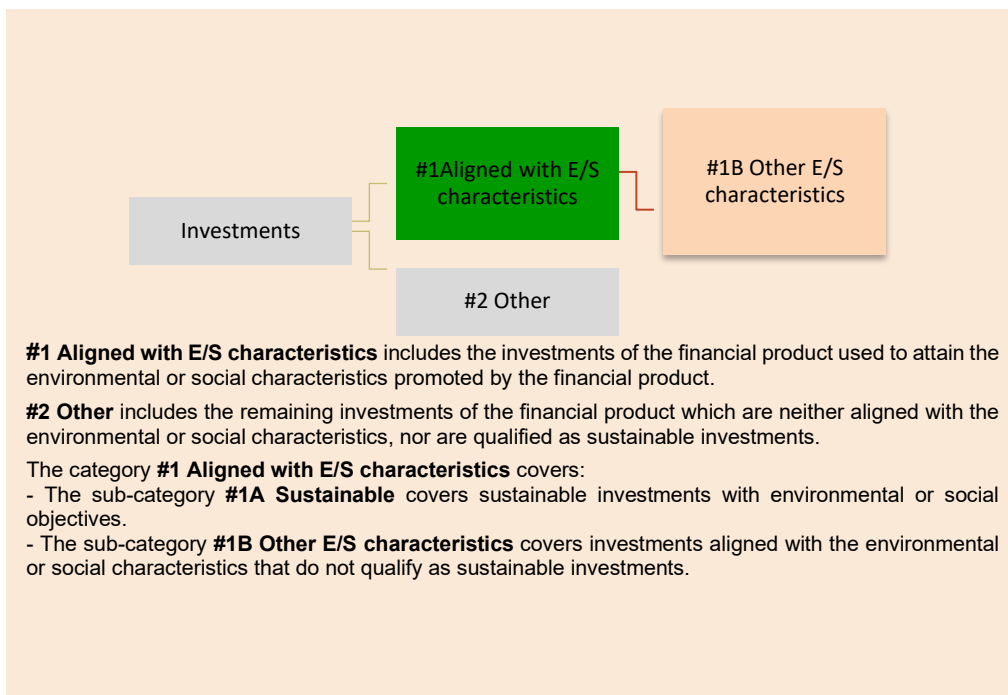 #1Aligned with E/S
characteristics
#1B Other E/S
characteristics
Investments
#2 Other
#1 Aligned with E/S characteristics includes the investments of the financial product used to attain the
environmental or social characteristics promoted by the financial product.
#2 Other includes the remaining investments of the financial product which are neither aligned with the
environmental or social characteristics, nor are qualified as sustainable investments.
The category #1 Aligned with E/S characteristics covers:
- The sub-category #1A Sustainable covers sustainable investments with environmental or social
objectives.
- The sub-category #1B Other E/S characteristics covers investments aligned with the environmental
or social characteristics that do not qualify as sustainable investments.